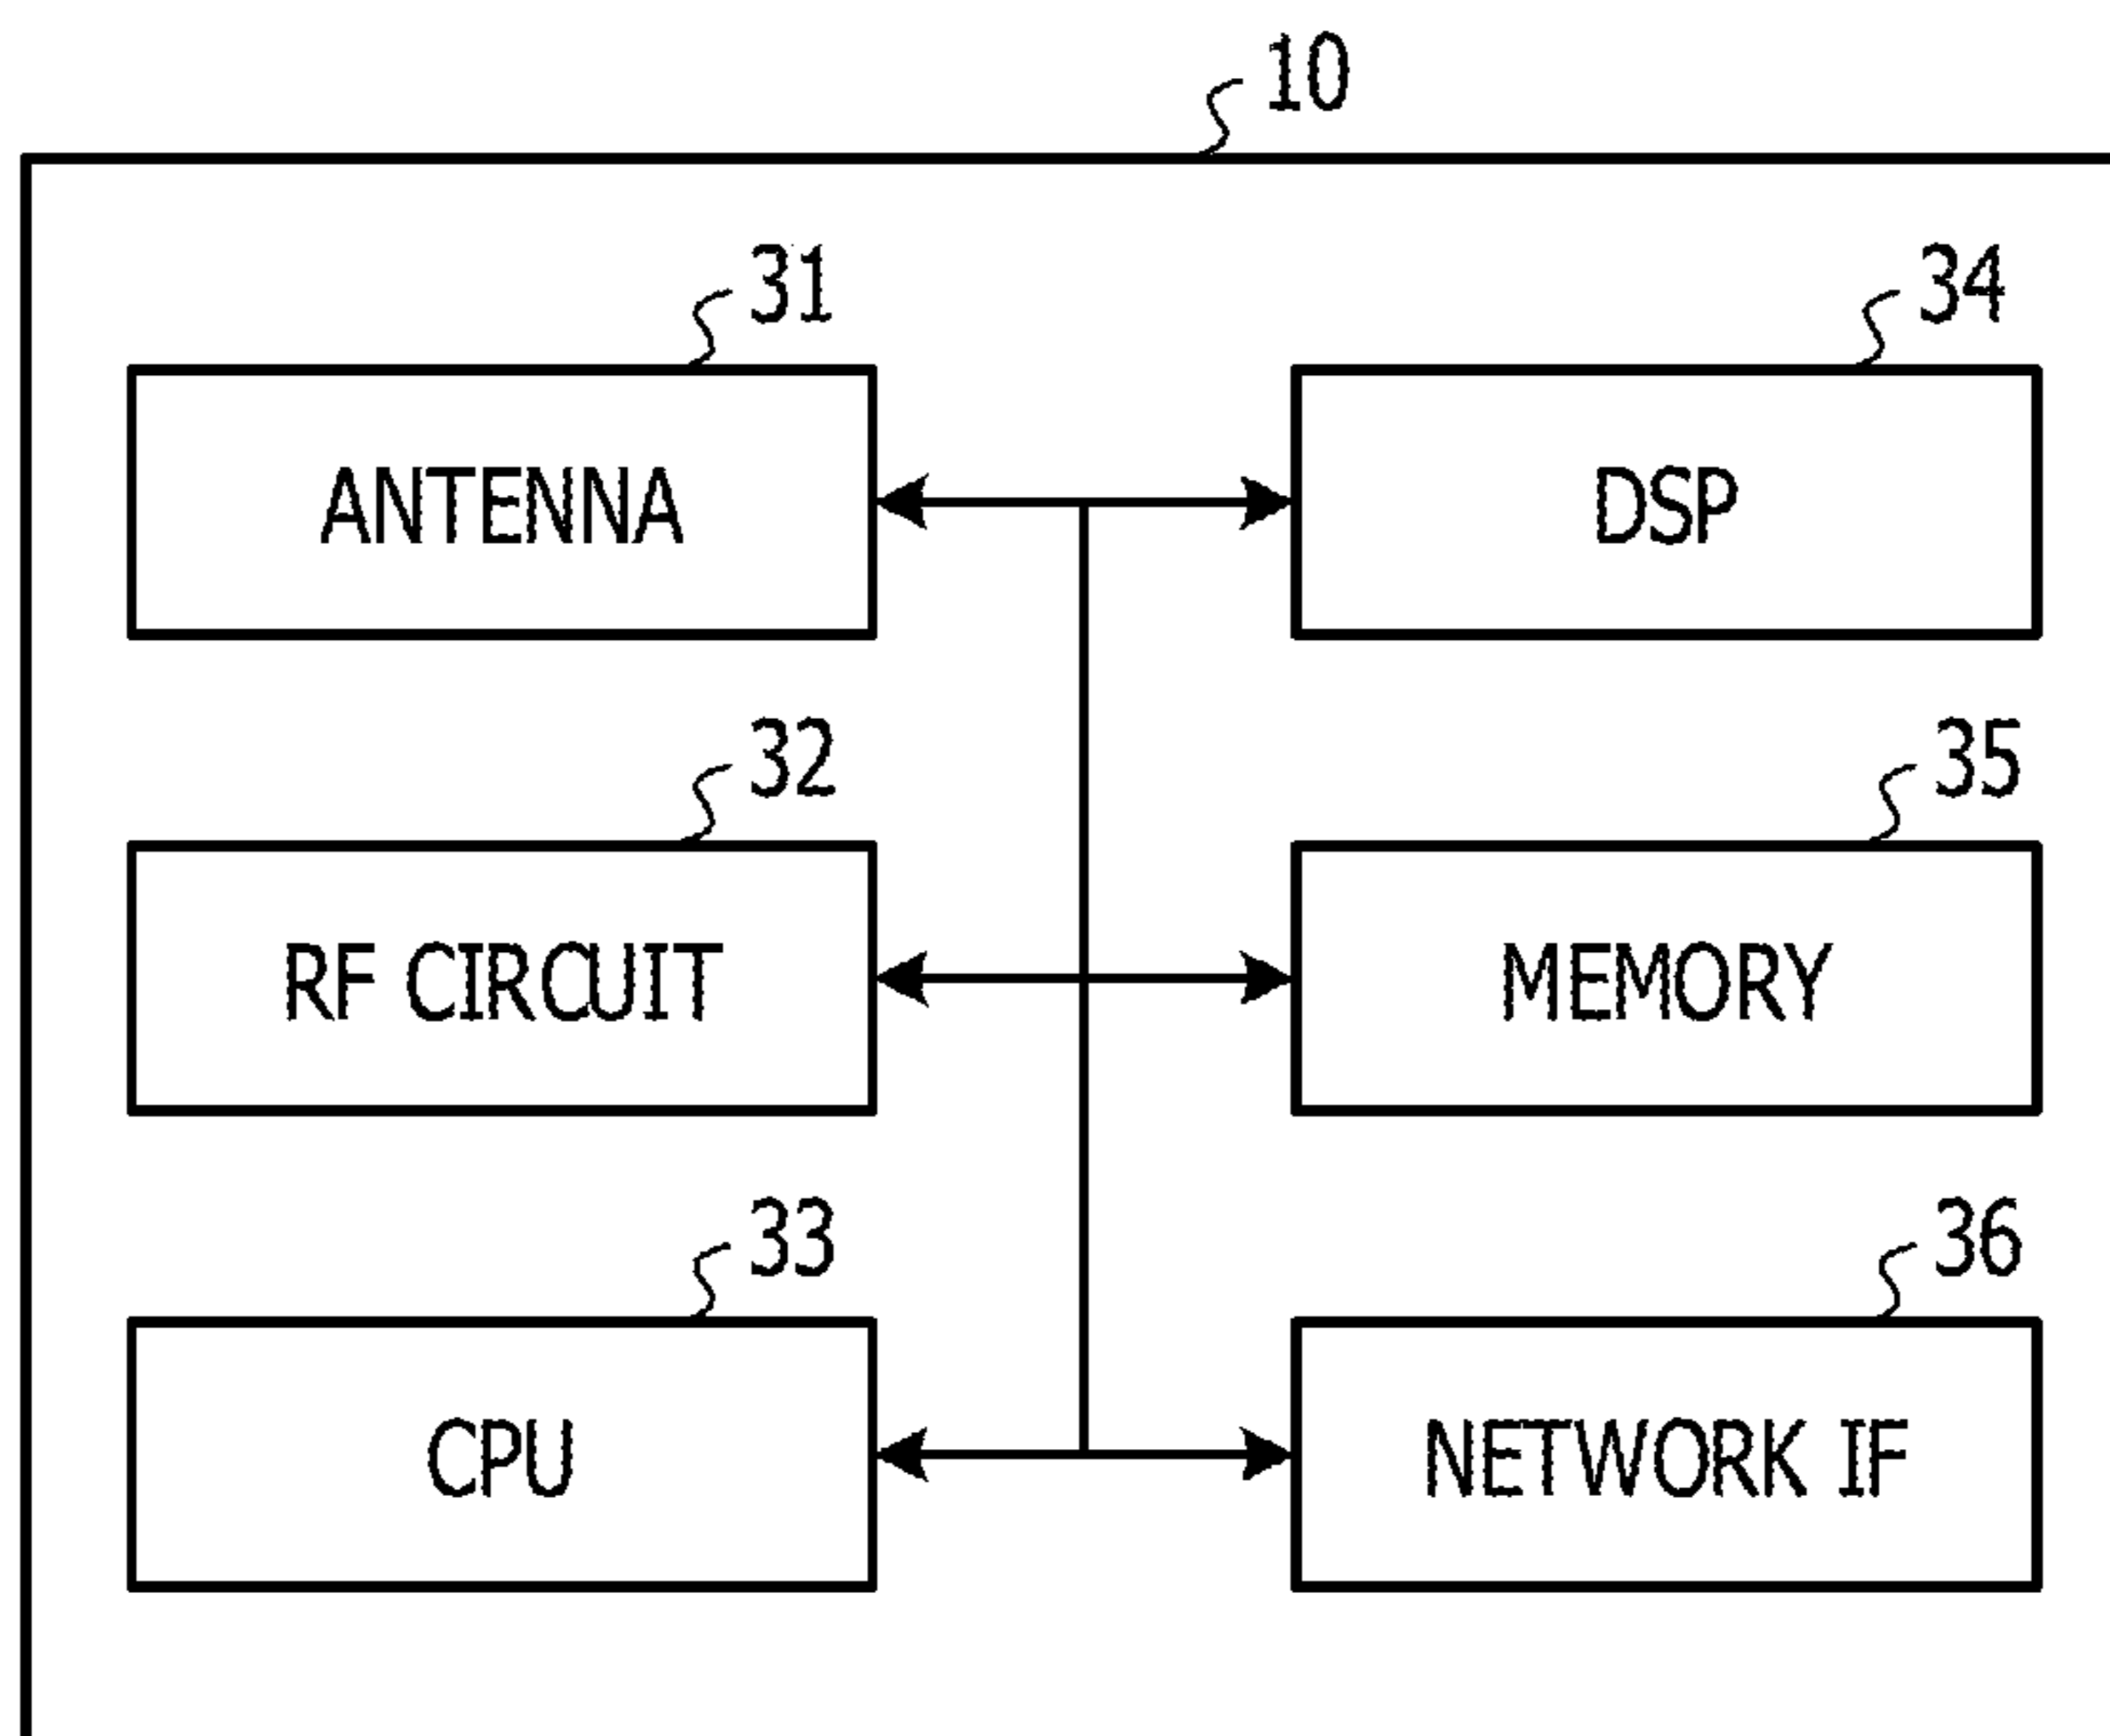 10
31
34
ANTENNA
DSP
32
35
RF CIRCUIT
MEMORY
33
36
CPU
NETWORK IF